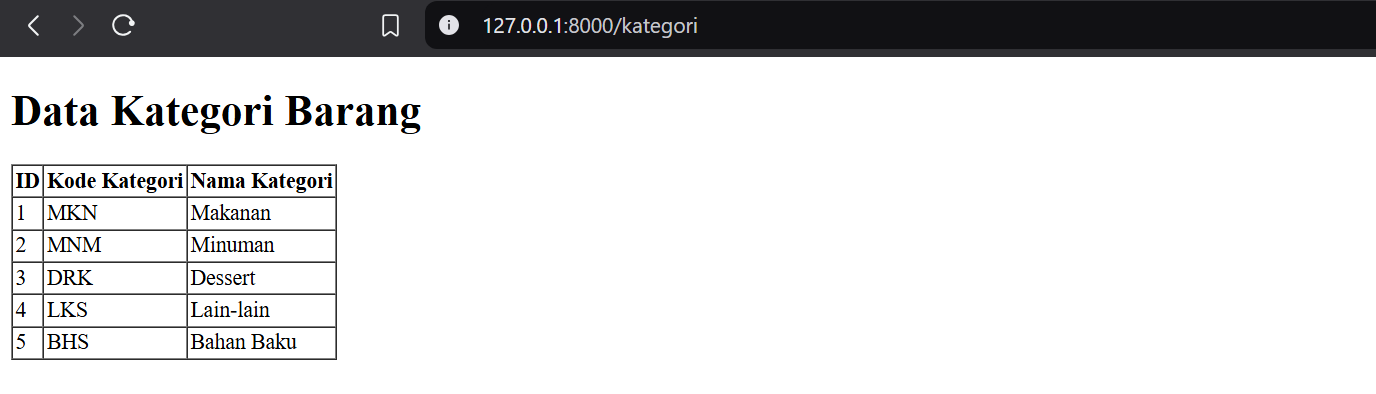 127.0.0.1:8000/kategori
Data Kategori Barang
ID Kode Kategori Nama Kategori
1 MKN Makanan
2 MNM Minuman
3 DRK Dessert
4 LKS Lain-lain
5 BHS Bahan Baku